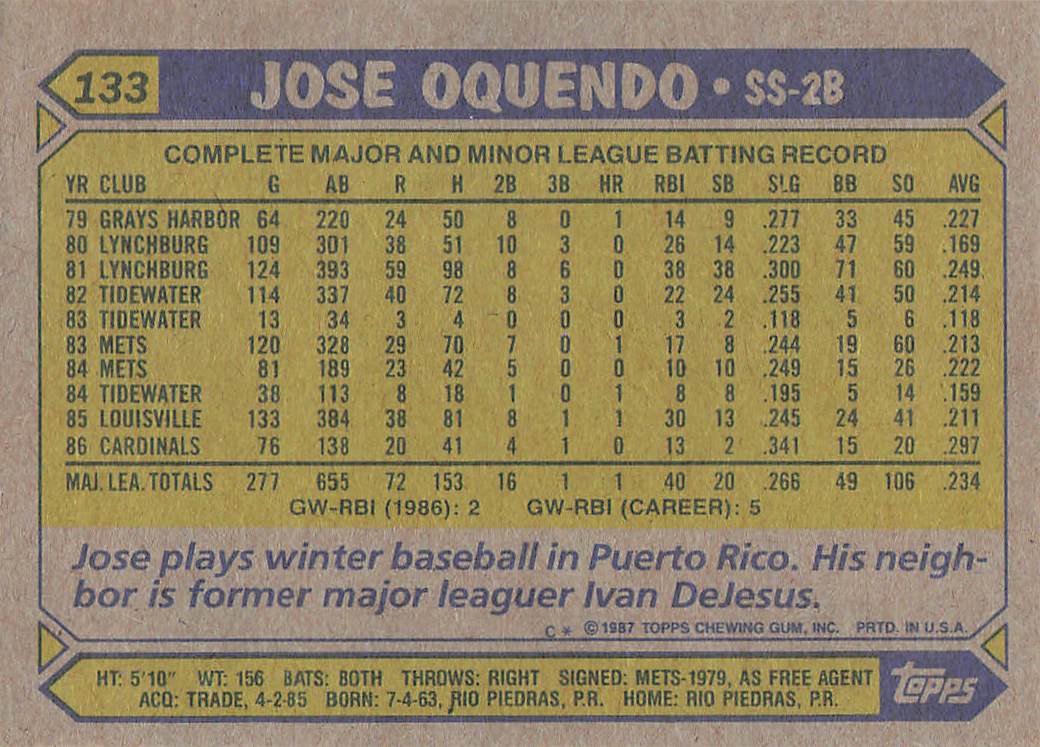 133 JOSE OQUENDO • SS-2B
COMPLETE MAJOR AND MINOR LEAGUE BATTING RECORD
YR CLUB G AB R H 2B 3B HR RBI SB SLG BB SO AVG
79 GRAYS HARBOR 64 220 24 50 8 0 1 14 9 .277 33 45 .227
80 LYNCHBURG 109 301 38 51 10 3 0 26 14 .223 47 59 .169
81 LYNCHBURG 124 393 59 98 8 6 0 38 38 .300 71 60 .249
82 TIDEWATER 114 337 40 72 8 3 0 22 24 .255 41 50 .214
83 TIDEWATER 13 34 3 4 0 0 0 3 2 .118 5 6 .118
83 METS 120 328 29 70 7 0 1 17 8 .244 19 60 .213
84 METS 81 189 23 42 5 0 0 10 10 .249 15 26 .222
84 TIDEWATER 38 113 8 18 1 0 1 8 8 .195 5 14 .159
85 LOUISVILLE 133 384 38 81 8 1 1 30 13 .245 24 41 .211
86 CARDINALS 76 138 20 41 4 1 0 13 2 .341 15 20 .297
MAJ. LEA. TOTALS 277 655 72 153 16 1 1 40 20 .266 49 106 .234
GW-RBI (1986): 2 GW-RBI (CAREER): 5
Jose plays winter baseball in Puerto Rico. His neigh-
bor is former major leaguer Ivan DeJesus.
C * ©1987 TOPPS CHEWING GUM, INC. PRTD. IN U.S.A.
HT: 5'10" WT: 156 BATS: BOTH THROWS: RIGHT SIGNED: METS-1979, AS FREE AGENT
ACQ: TRADE, 4-2-85 BORN: 7-4-63, RIO PIEDRAS, P.R. HOME: RIO PIEDRAS, P.R.
topps